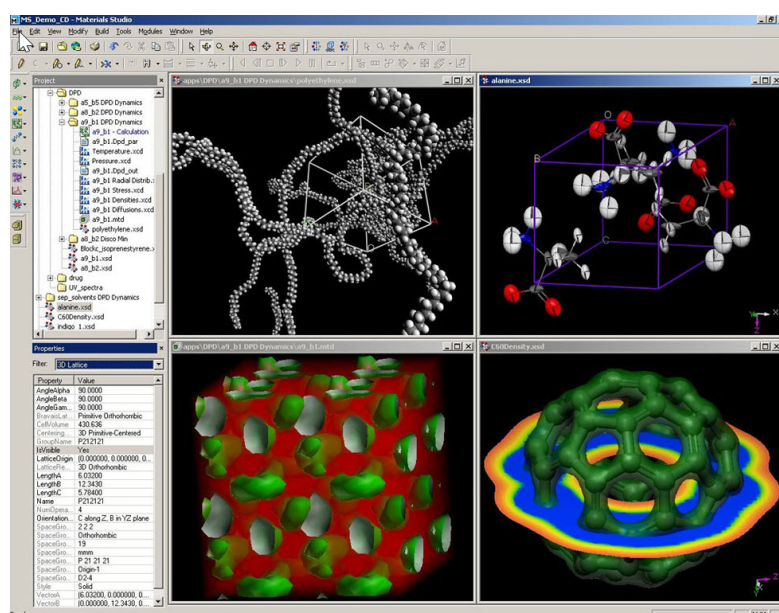 MS_Demo_CD - Materials Studio
File Edit View Modify Build Tools Modules Window Help
Project
DPD
a5_b5 DPD Dynamics
a8_b2 DPD Dynamics
a9_b1 DPD Dynamics
a9_b1 - Calculation
a9_b1.Dpd_par
Temperature.xcd
Pressure.xcd
a9_b1.Dpd_out
a9_b1 Radial Distrib.
a9_b1 Stress.xcd
a9_b1 Densities.xcd
a9_b1 Diffusions.xcd
a9_b1.mtd
polyethylene.xsd
a8_b2 Disco Min
Blockc_isoprenestyrene.
a9_b1.xsd
a8_b2.xsd
drug
UV_spectra
sep_solvents DPD Dynamics
alanine.xsd
C60Density.xsd
indigo_1.xsd
apps\DPD\a9_b1 DPD Dynamics\polyethylene.xsd
A
O
alanine.xsd
O
A
B
C
X
Z
Properties
Filter: 3D Lattice
Property Value
AngleAlpha 90.0000
AngleBeta 90.0000
AngleGam... 90.0000
BravaisLat... Primitive Orthorhombic
CellVolume 430.636
Centering... 3D Primitive-Centered
GroupName P212121
IsVisible Yes
LatticeOrigin (0.000000, 0.000000, 0...
LatticeRe... 3D Orthorhombic
LengthA 6.03200
LengthB 12.3430
LengthC 5.78400
Name P212121
NumOpera... 4
Orientation... C along Z, B in YZ plane
SpaceGro... 2 2 2
SpaceGro... Orthorhombic
SpaceGro... 19
SpaceGro... mmm
SpaceGro... P 21 21 21
SpaceGro... Origin-1
SpaceGro... D2-4
Style Solid
VectorA (6.03200, 0.000000, 0...
VectorB (0.000000, 12.3430, 0...
apps\DPD\a9_b1 DPD Dynamics\a9_b1.mtd
C60Density.xsd
Z